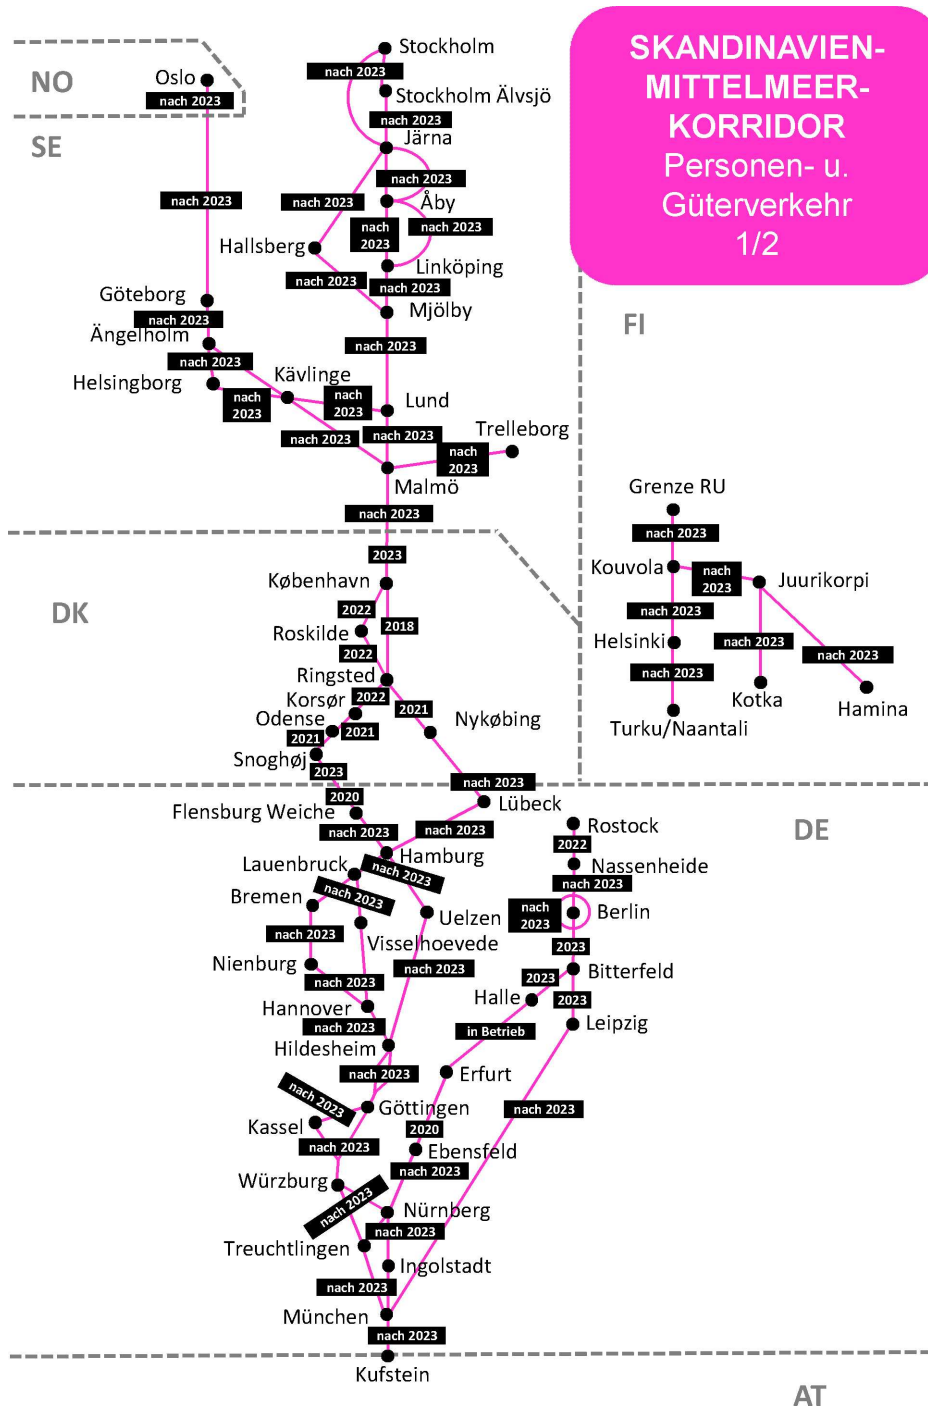 SKANDINAVIEN-
MITTELMEER-
KORRIDOR
Personen- u.
Güterverkehr
1/2
NO
Oslo
nach 2023
SE
Stockholm
nach 2023
Stockholm Älvsjö
nach 2023
Järna
nach 2023
nach 2023
nach 2023
Åby
nach
2023
nach 2023
Hallsberg
Linköping
nach 2023
nach 2023
Mjölby
Göteborg
nach 2023
Ängelholm
nach 2023
nach 2023
Helsingborg
Kävlinge
nach
2023
nach
2023
Lund
nach 2023
nach 2023
Trelleborg
nach
2023
Malmö
nach 2023
FI
Grenze RU
nach 2023
Kouvola
nach
2023
Juurikorpi
nach 2023
Helsinki
nach 2023
nach 2023
nach 2023
Kotka
Hamina
Turku/Naantali
DK
2023
København
2022
2018
Roskilde
2022
Ringsted
2022
Korsør
2021
Odense
2021
2021
Nykøbing
Snoghøj
2023
nach 2023
DE
2020
Lübeck
Flensburg Weiche
nach 2023
nach 2023
Rostock
2022
Hamburg
Nassenheide
Lauenbruck
nach 2023
nach 2023
nach 2023
Bremen
Uelzen
nach
2023
Berlin
Visselhoevede
nach 2023
2023
Nienburg
nach 2023
nach 2023
2023
Bitterfeld
Halle
2023
Hannover
nach 2023
in Betrieb
Leipzig
Hildesheim
nach 2023
Erfurt
nach 2023
Göttingen
nach 2023
Kassel
2020
nach 2023
Ebensfeld
nach 2023
Würzburg
nach 2023
Nürnberg
nach 2023
Treuchtlingen
Ingolstadt
nach 2023
München
nach 2023
Kufstein
AT